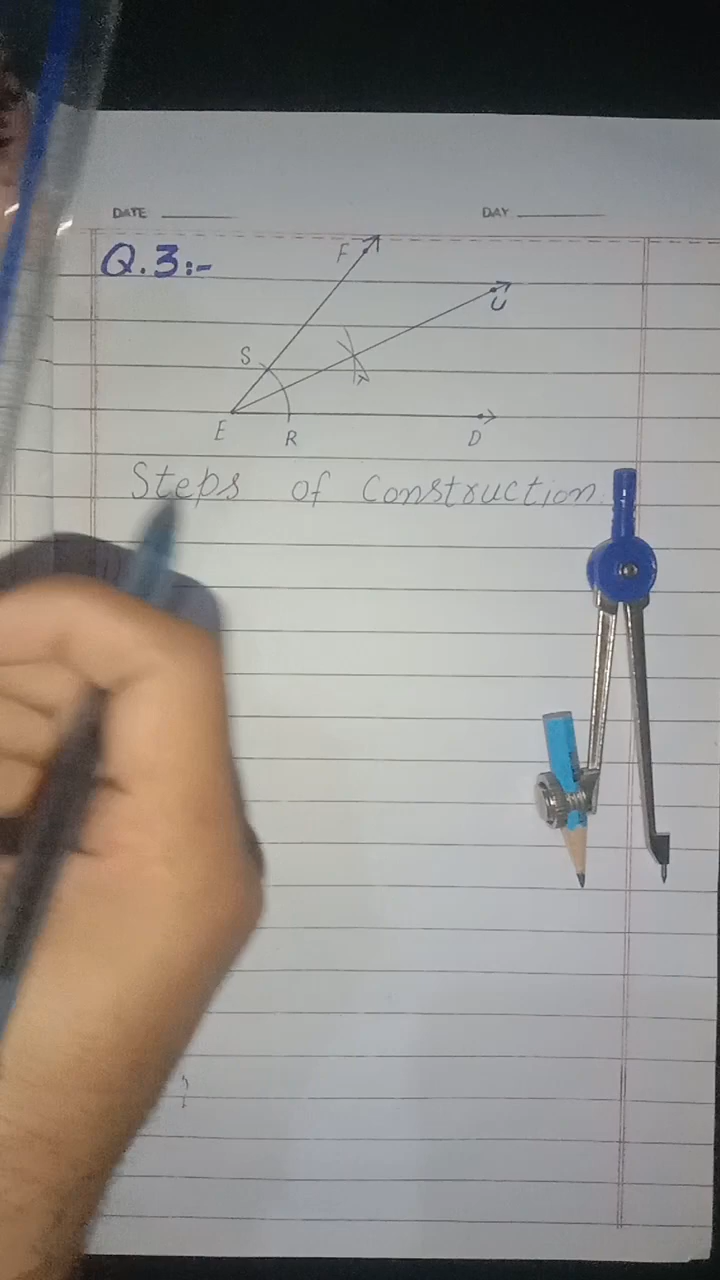 DATE DAY
Q.3:-
F
U
S
E R D
Steps of Construction: